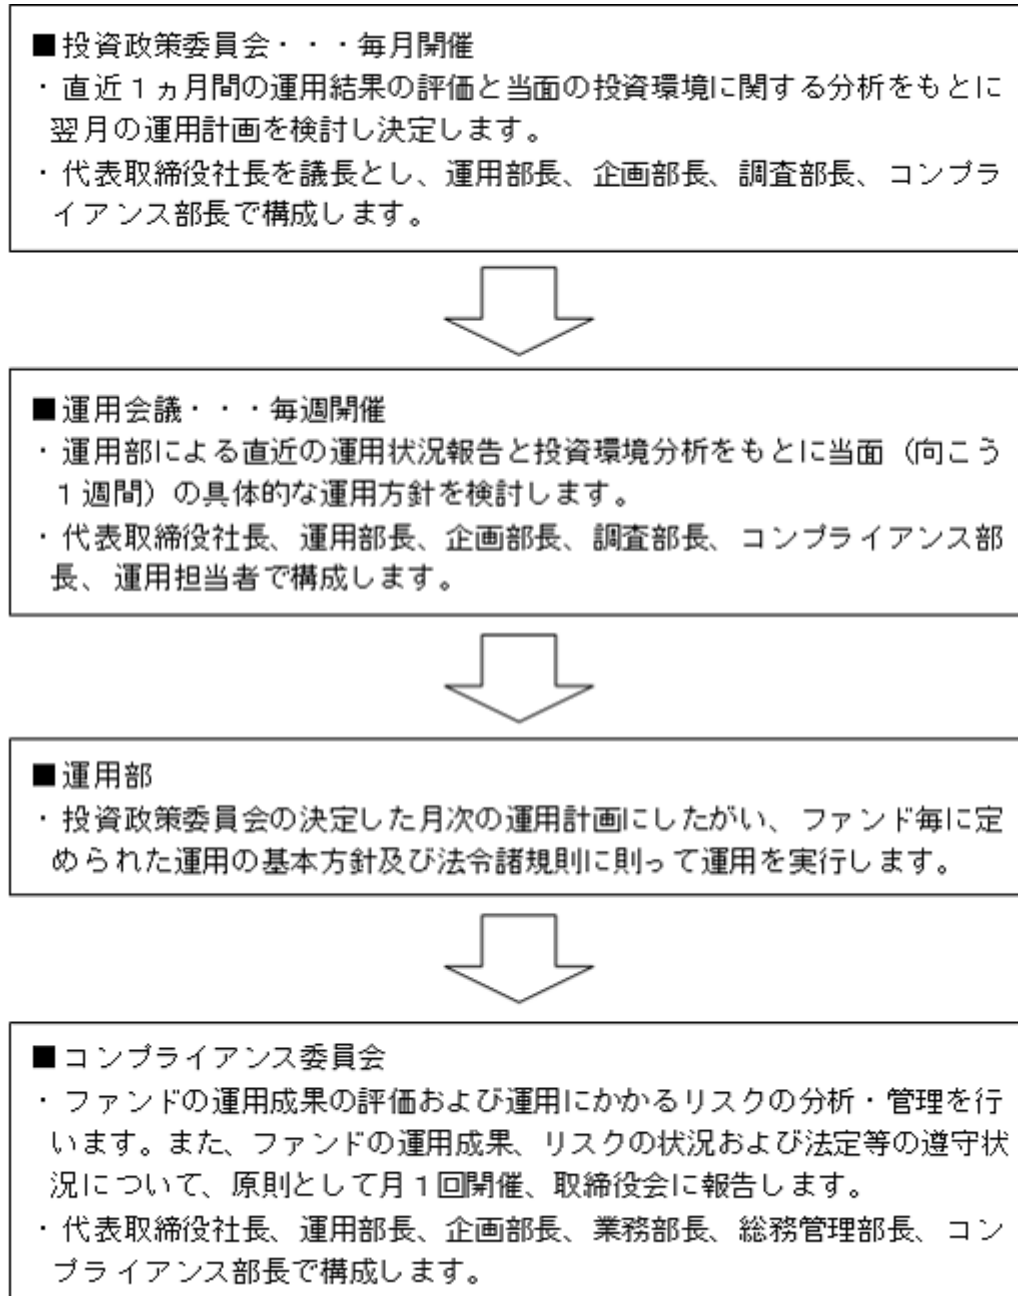 ■投資政策委員会・・・毎月開催
・直近１ヵ月間の運用結果の評価と当面の投資環境に関する分析をもとに
翌月の運用計画を検討し決定します。
・代表取締役社長を議長とし、運用部長、企画部長、調査部長、コンプラ
イアンス部長で構成します。
■運用会議・・・毎週開催
・運用部による直近の運用状況報告と投資環境分析をもとに当面（向こう
１週間）の具体的な運用方針を検討します。
・代表取締役社長、運用部長、企画部長、調査部長、コンプライアンス部
長、運用担当者で構成します。
■運用部
・投資政策委員会の決定した月次の運用計画にしたがい、ファンド毎に定
められた運用の基本方針及び法令諸規則に則って運用を実行します。
■コンプライアンス委員会
・ファンドの運用成果の評価および運用にかかるリスクの分析・管理を行
います。また、ファンドの運用成果、リスクの状況および法定等の遵守状
況について、原則として月１回開催、取締役会に報告します。
・代表取締役社長、運用部長、企画部長、業務部長、総務管理部長、コン
プライアンス部長で構成します。